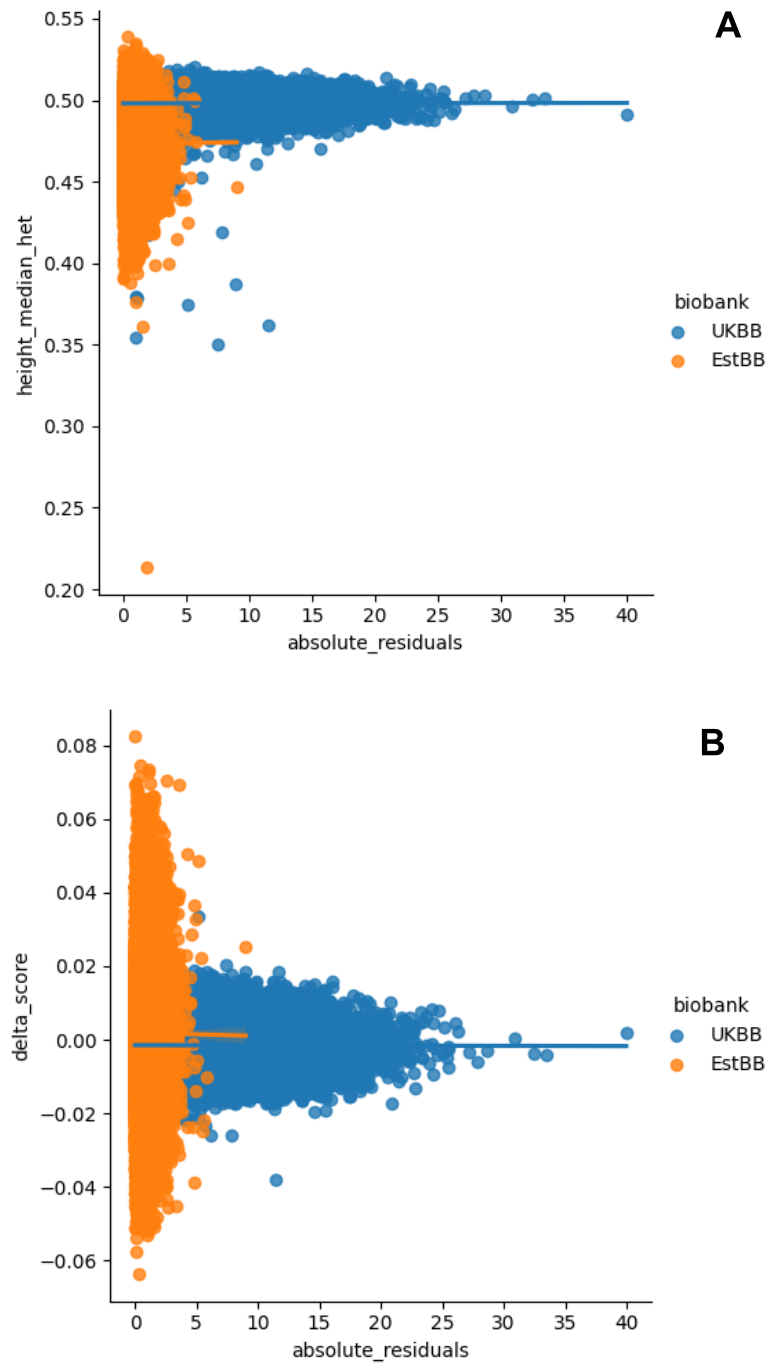 A
0.55
0.50
0.45
0.40
0.35
0.30
0.25
0.20
height_median_het
0 5 10 15 20 25 30 35 40
absolute_residuals
biobank
UKBB
EstBB
B
0.08
0.06
0.04
0.02
0.00
−0.02
−0.04
−0.06
delta_score
0 5 10 15 20 25 30 35 40
absolute_residuals
biobank
UKBB
EstBB